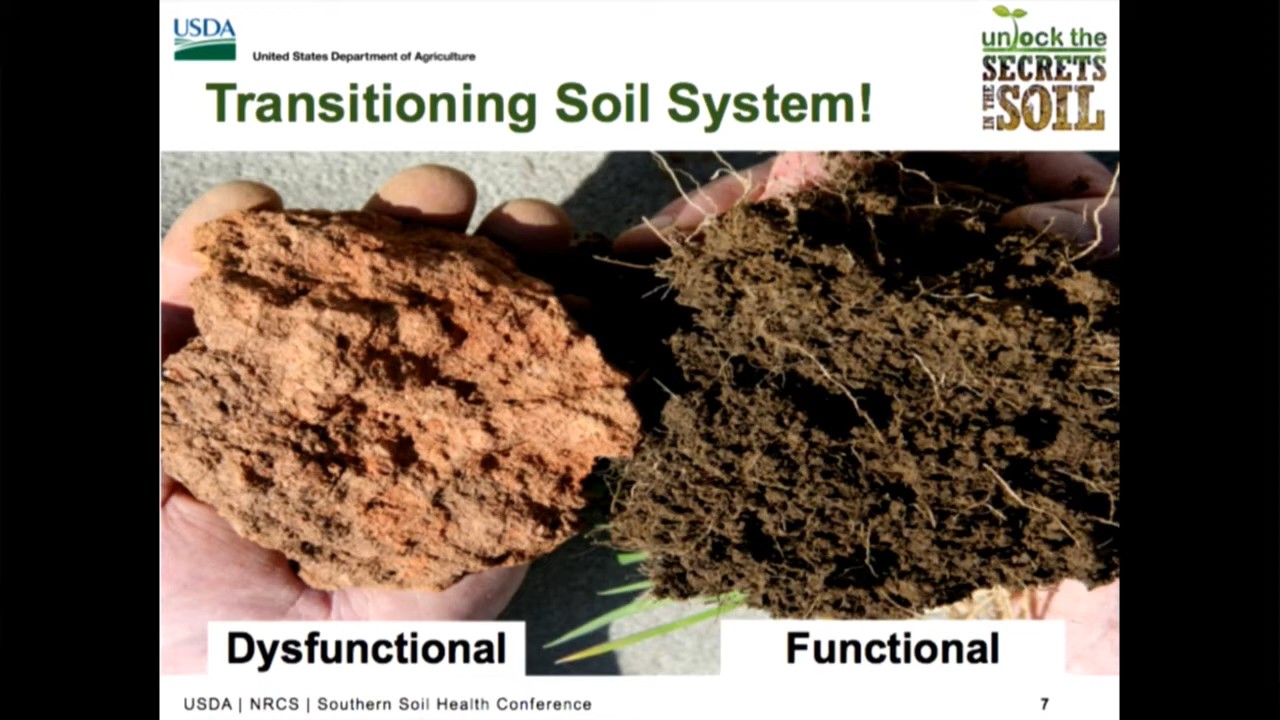 USDA
United States Department of Agriculture
unlock the
SECRETS
IN THE
SOIL
Transitioning Soil System!
Dysfunctional
Functional
USDA | NRCS | Southern Soil Health Conference
7